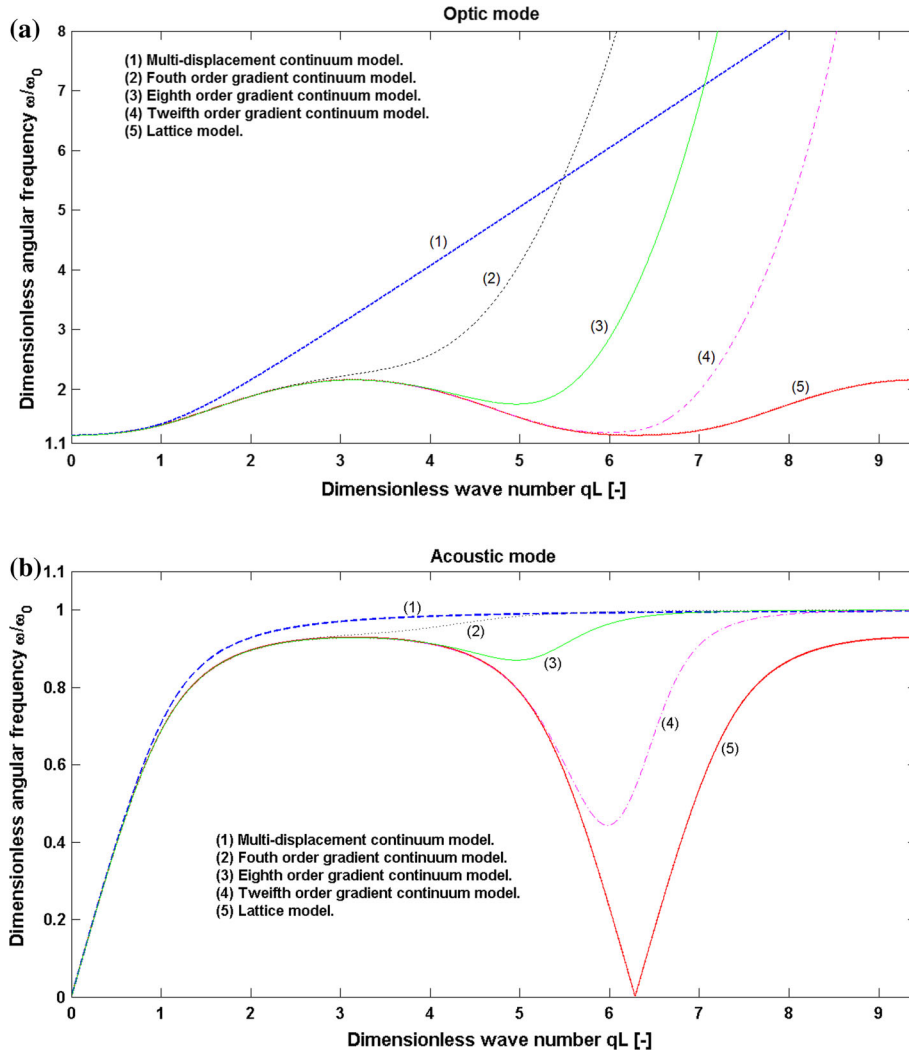 (a)
Optic mode
8
7
6
5
4
3
2
1.1
Dimensionless angular frequency ω/ω0
(1) Multi-displacement continuum model.
(2) Fouth order gradient continuum model.
(3) Eighth order gradient continuum model.
(4) Tweifth order gradient continuum model.
(5) Lattice model.
(1)
(2)
(3)
(4)
(5)
0 1 2 3 4 5 6 7 8 9
Dimensionless wave number qL [-]
(b)
Acoustic mode
1.1
1
0.8
0.6
0.4
0.2
0
Dimensionless angular frequency ω/ω0
(1)
(2)
(3)
(4)
(5)
(1) Multi-displacement continuum model.
(2) Fouth order gradient continuum model.
(3) Eighth order gradient continuum model.
(4) Tweifth order gradient continuum model.
(5) Lattice model.
0 1 2 3 4 5 6 7 8 9
Dimensionless wave number qL [-]